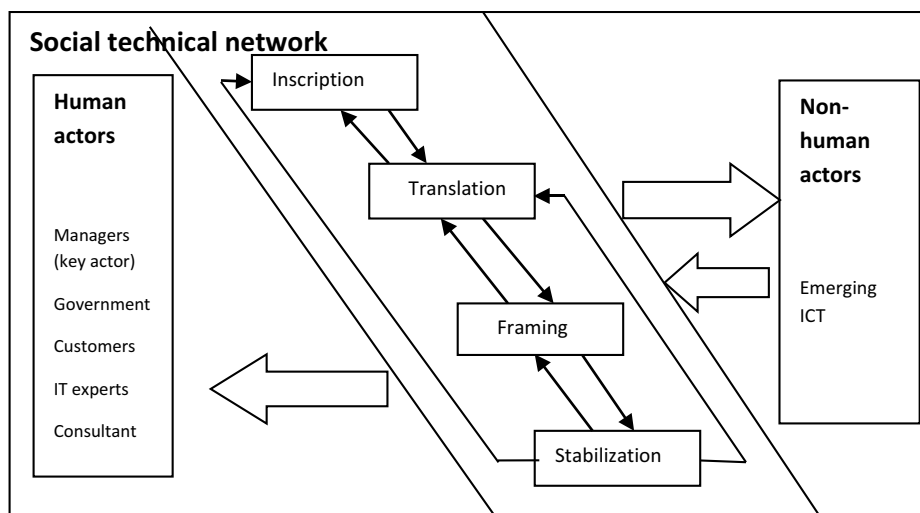 Social technical network
Human
actors
Managers
(key actor)
Government
Customers
IT experts
Consultant
Inscription
Translation
Framing
Stabilization
Non-
human
actors
Emerging
ICT